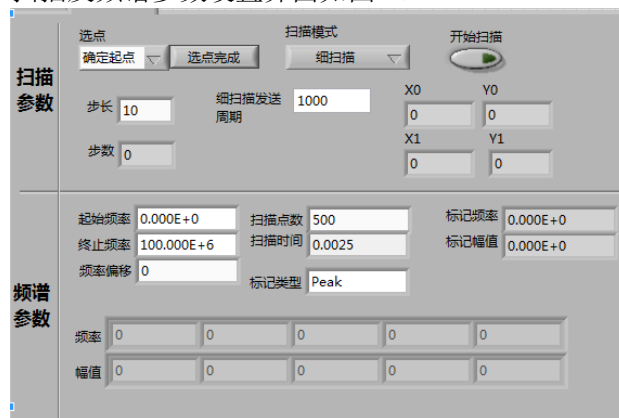 选点 扫描模式 开始扫描
确定起点 选点完成 细扫描
扫描参数
步长 10 细扫描发送周期 1000
X0 Y0
0 0
步数 0
X1 Y1
0 0
起始频率 0.000E+0 扫描点数 500 标记频率 0.000E+0
终止频率 100.000E+6 扫描时间 0.0025 标记幅值 0.000E+0
频率偏移 0 标记类型 Peak
频谱参数
频率 0 0 0 0 0
幅值 0 0 0 0 0